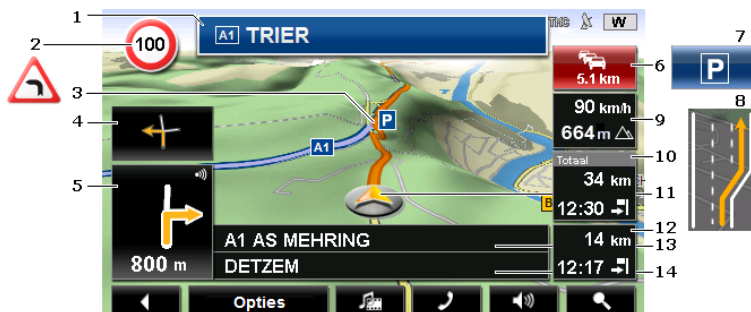 1
A1 TRIER
TMC W
2
100
7
P
6
5.1 km
3
P
8
4
90 km/h
9
664 m
A1
5
Totaal
10
34 km
11
B
12:30
800 m
A1 AS MEHRING
14 km
12
13
DETZEM
12:17
14
Opties